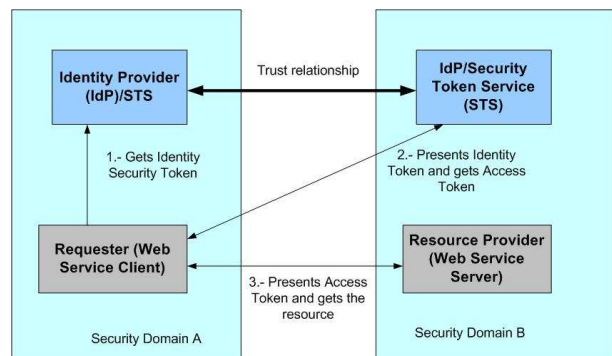 Identity Provider
(IdP)/STS
Trust relationship
IdP/Security
Token Service
(STS)
1.- Gets Identity
Security Token
2.- Presents Identity
Token and gets Access
Token
Requester (Web
Service Client)
Resource Provider
(Web Service
Server)
3.- Presents Access
Token and gets the
resource
Security Domain A
Security Domain B